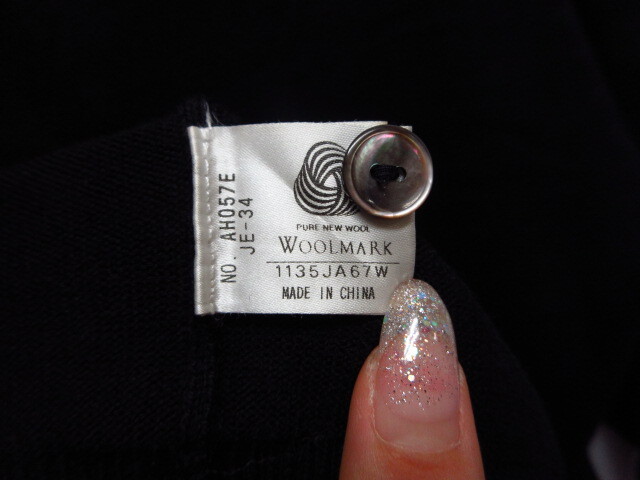 PURE NEW WOOL
WOOLMARK
1135JA67W
MADE IN CHINA
NO. AH057E
JE-34